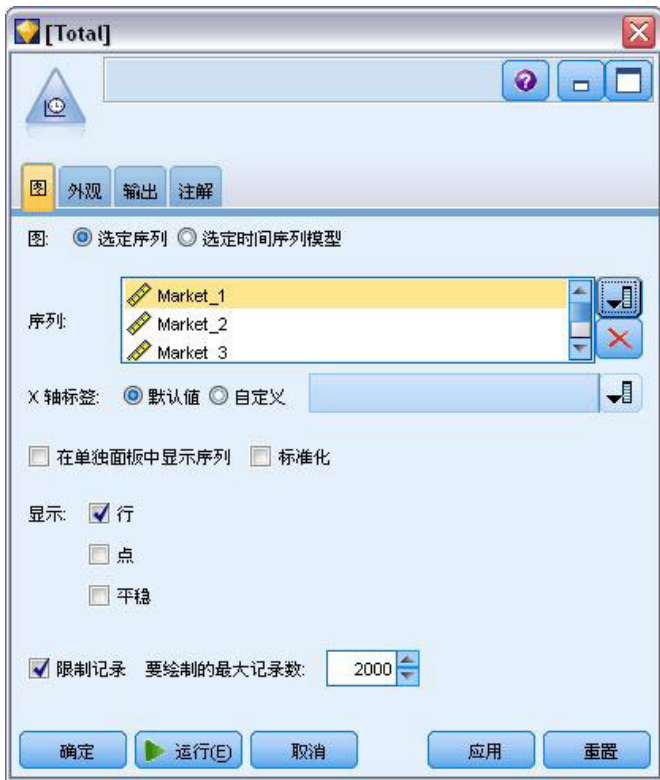 [Total]
图 外观 输出 注解
图: 选定序列 选定时间序列模型
序列:
Market_1
Market_2
Market 3
X 轴标签: 默认值 自定义
在单独面板中显示序列 标准化
显示: 行
点
平稳
限制记录 要绘制的最大记录数: 2000
确定 运行(E) 取消 应用 重置